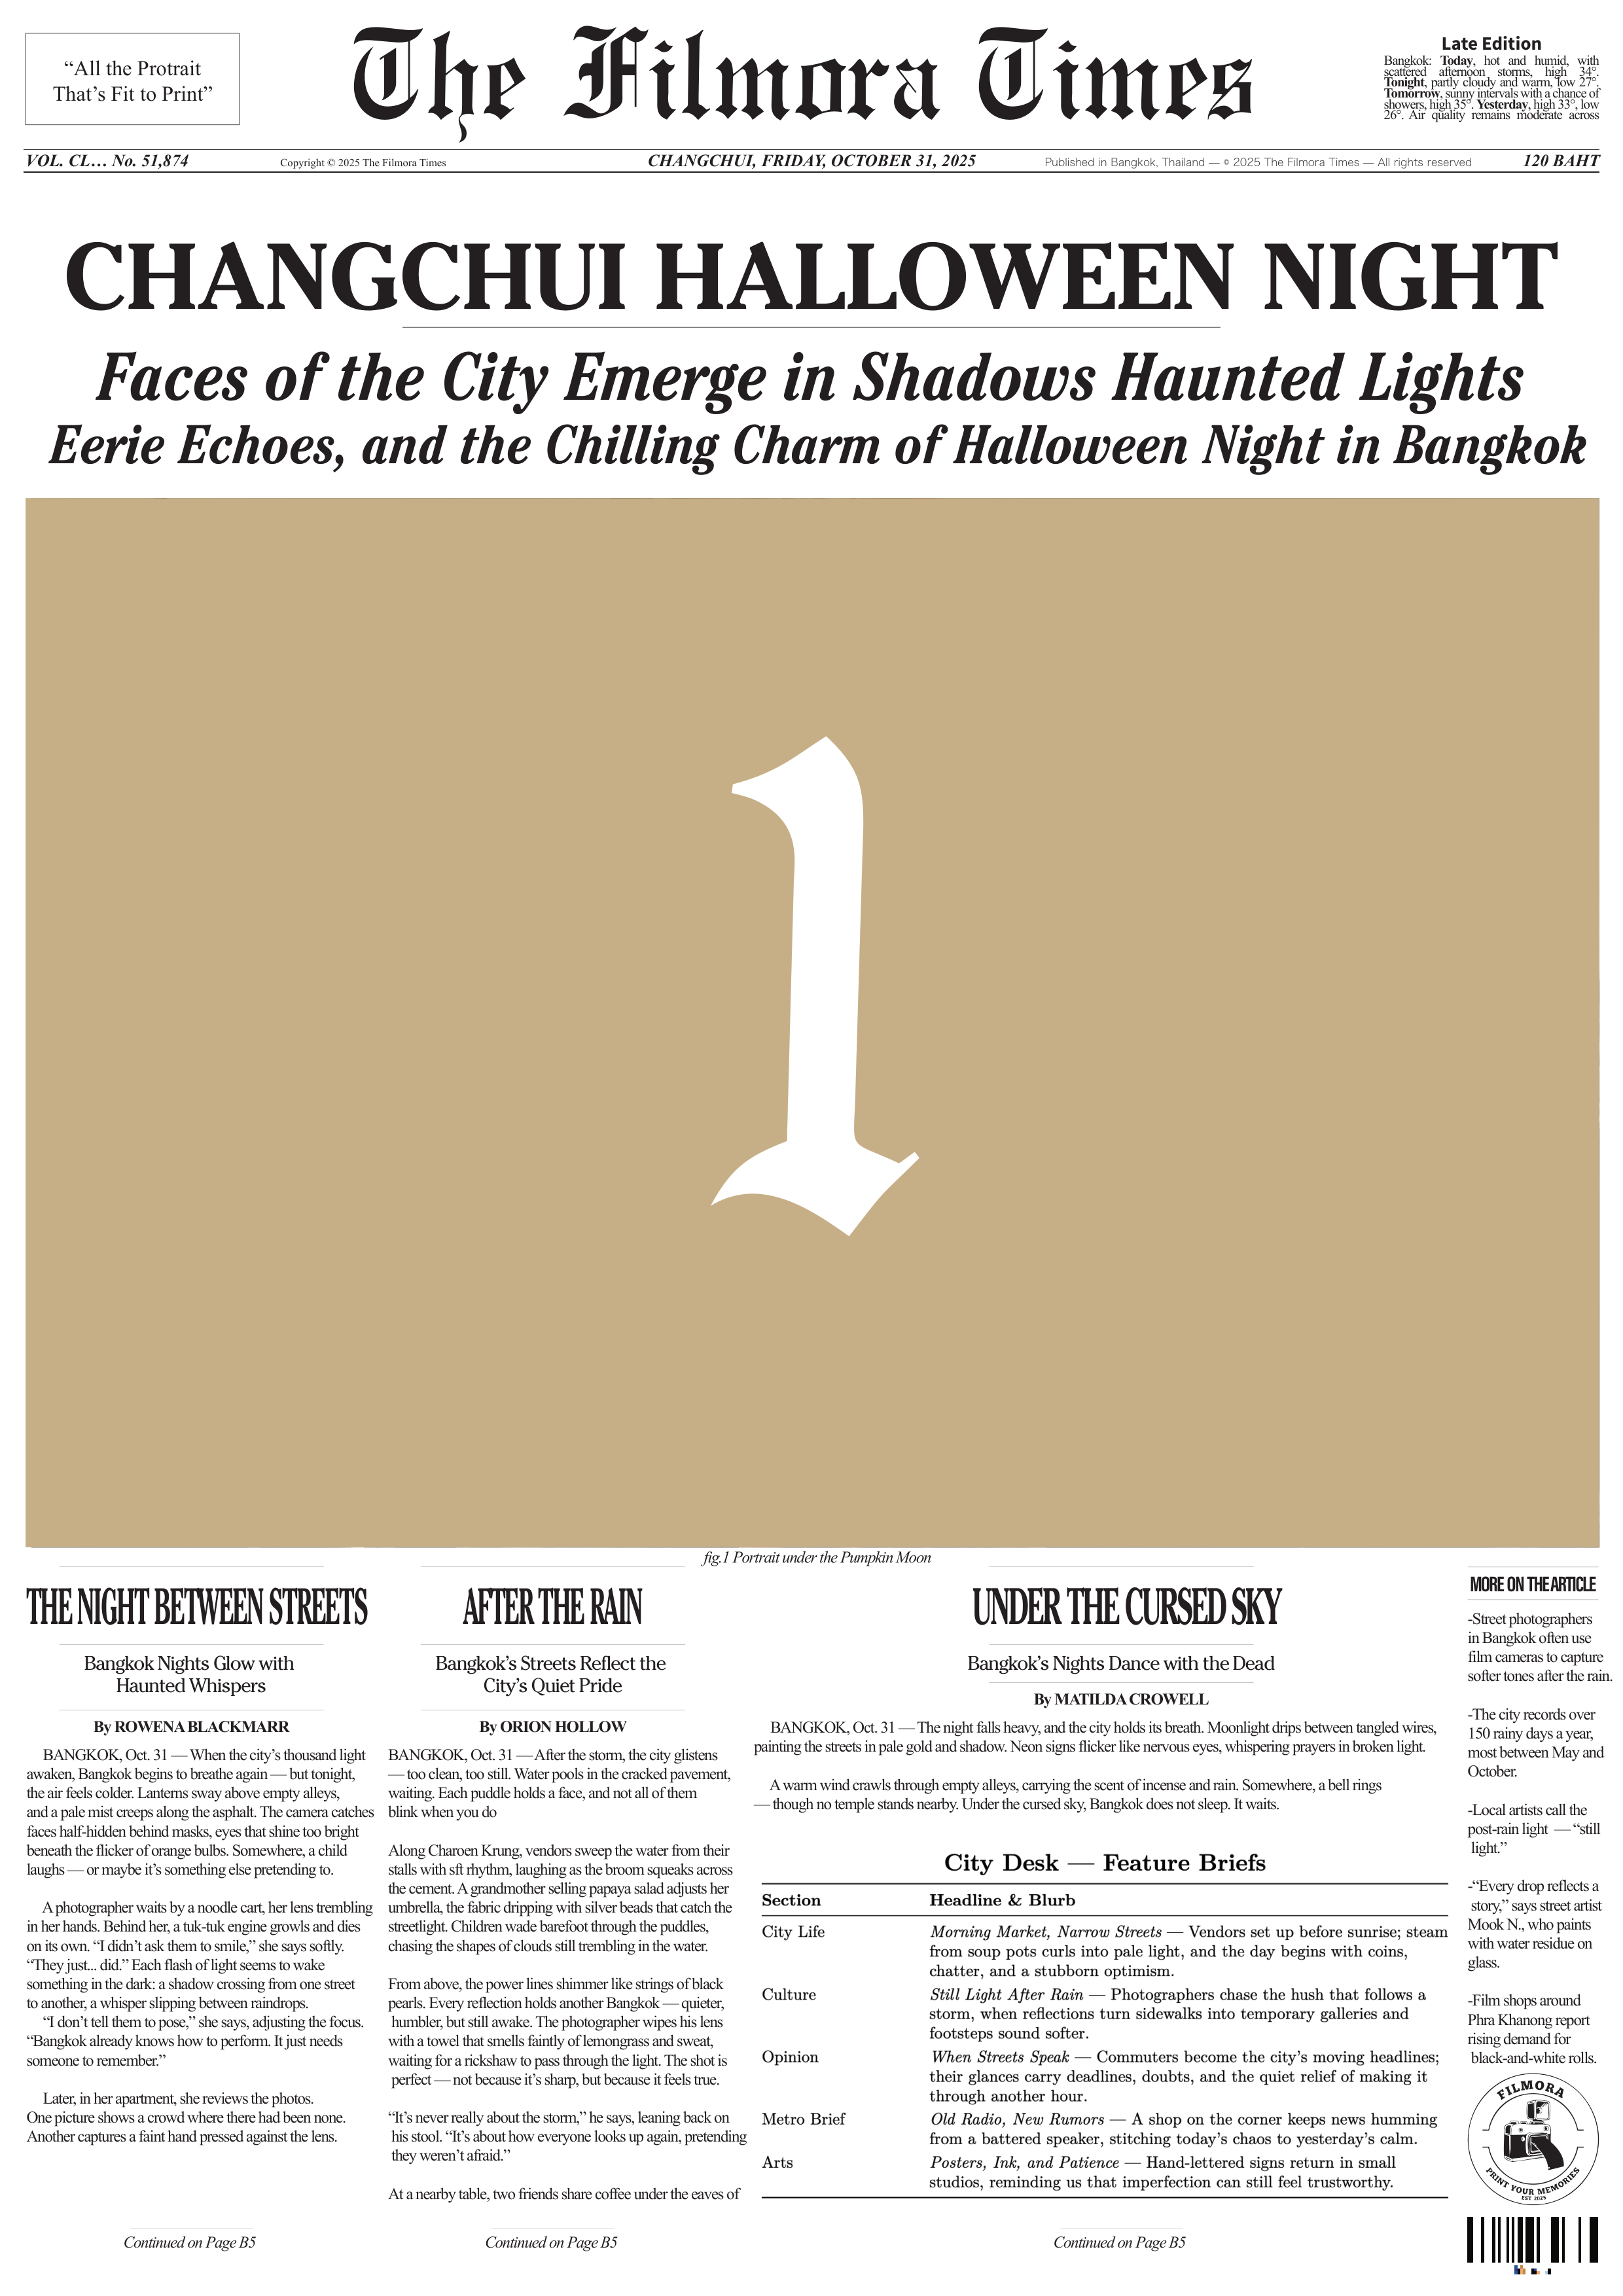 “All the Protrait
That’s Fit to Print”
The Filmora Times
Late Edition
Bangkok: Today, hot and humid, with
scattered afternoon storms, high 34°.
Tonight, partly cloudy and warm, low 27°.
Tomorrow, sunny intervals with a chance of
showers, high 35°. Yesterday, high 33°, low
26°. Air quality remains moderate across
VOL. CL... No. 51,874
Copyright © 2025 The Filmora Times
CHANGCHUI, FRIDAY, OCTOBER 31, 2025
Published in Bangkok, Thailand — © 2025 The Filmora Times — All rights reserved
120 BAHT
CHANGCHUI HALLOWEEN NIGHT
Faces of the City Emerge in Shadows Haunted Lights
Eerie Echoes, and the Chilling Charm of Halloween Night in Bangkok
1
fig.1 Portrait under the Pumpkin Moon
THE NIGHT BETWEEN STREETS
Bangkok Nights Glow with
Haunted Whispers
By ROWENA BLACKMARR
BANGKOK, Oct. 31 — When the city’s thousand light
awaken, Bangkok begins to breathe again — but tonight,
the air feels colder. Lanterns sway above empty alleys,
and a pale mist creeps along the asphalt. The camera catches
faces half-hidden behind masks, eyes that shine too bright
beneath the flicker of orange bulbs. Somewhere, a child
laughs — or maybe it’s something else pretending to.
A photographer waits by a noodle cart, her lens trembling
in her hands. Behind her, a tuk-tuk engine growls and dies
on its own. “I didn’t ask them to smile,” she says softly.
“They just... did.” Each flash of light seems to wake
something in the dark: a shadow crossing from one street
to another, a whisper slipping between raindrops.
“I don’t tell them to pose,” she says, adjusting the focus.
“Bangkok already knows how to perform. It just needs
someone to remember.”
Later, in her apartment, she reviews the photos.
One picture shows a crowd where there had been none.
Another captures a faint hand pressed against the lens.
Continued on Page B5
AFTER THE RAIN
Bangkok’s Streets Reflect the
City’s Quiet Pride
By ORION HOLLOW
BANGKOK, Oct. 31 — After the storm, the city glistens
— too clean, too still. Water pools in the cracked pavement,
waiting. Each puddle holds a face, and not all of them
blink when you do
Along Charoen Krung, vendors sweep the water from their
stalls with sft rhythm, laughing as the broom squeaks across
the cement. A grandmother selling papaya salad adjusts her
umbrella, the fabric dripping with silver beads that catch the
streetlight. Children wade barefoot through the puddles,
chasing the shapes of clouds still trembling in the water.
From above, the power lines shimmer like strings of black
pearls. Every reflection holds another Bangkok — quieter,
humbler, but still awake. The photographer wipes his lens
with a towel that smells faintly of lemongrass and sweat,
waiting for a rickshaw to pass through the light. The shot is
perfect — not because it’s sharp, but because it feels true.
“It’s never really about the storm,” he says, leaning back on
his stool. “It’s about how everyone looks up again, pretending
they weren’t afraid.”
At a nearby table, two friends share coffee under the eaves of
Continued on Page B5
UNDER THE CURSED SKY
Bangkok’s Nights Dance with the Dead
By MATILDA CROWELL
BANGKOK, Oct. 31 — The night falls heavy, and the city holds its breath. Moonlight drips between tangled wires,
painting the streets in pale gold and shadow. Neon signs flicker like nervous eyes, whispering prayers in broken light.
A warm wind crawls through empty alleys, carrying the scent of incense and rain. Somewhere, a bell rings
— though no temple stands nearby. Under the cursed sky, Bangkok does not sleep. It waits.
City Desk — Feature Briefs
Section Headline & Blurb
City Life Morning Market, Narrow Streets — Vendors set up before sunrise; steam
from soup pots curls into pale light, and the day begins with coins,
chatter, and a stubborn optimism.
Culture Still Light After Rain — Photographers chase the hush that follows a
storm, when reflections turn sidewalks into temporary galleries and
footsteps sound softer.
Opinion When Streets Speak — Commuters become the city’s moving headlines;
their glances carry deadlines, doubts, and the quiet relief of making it
through another hour.
Metro Brief Old Radio, New Rumors — A shop on the corner keeps news humming
from a battered speaker, stitching today’s chaos to yesterday’s calm.
Arts Posters, Ink, and Patience — Hand-lettered signs return in small
studios, reminding us that imperfection can still feel trustworthy.
Continued on Page B5
MORE ON THE ARTICLE
-Street photographers
in Bangkok often use
film cameras to capture
softer tones after the rain.
-The city records over
150 rainy days a year,
most between May and
October.
-Local artists call the
post-rain light — “still
light.”
-“Every drop reflects a
story,” says street artist
Mook N., who paints
with water residue on
glass.
-Film shops around
Phra Khanong report
rising demand for
black-and-white rolls.
FILMORA
PRINT YOUR MEMORIES
EST 2025